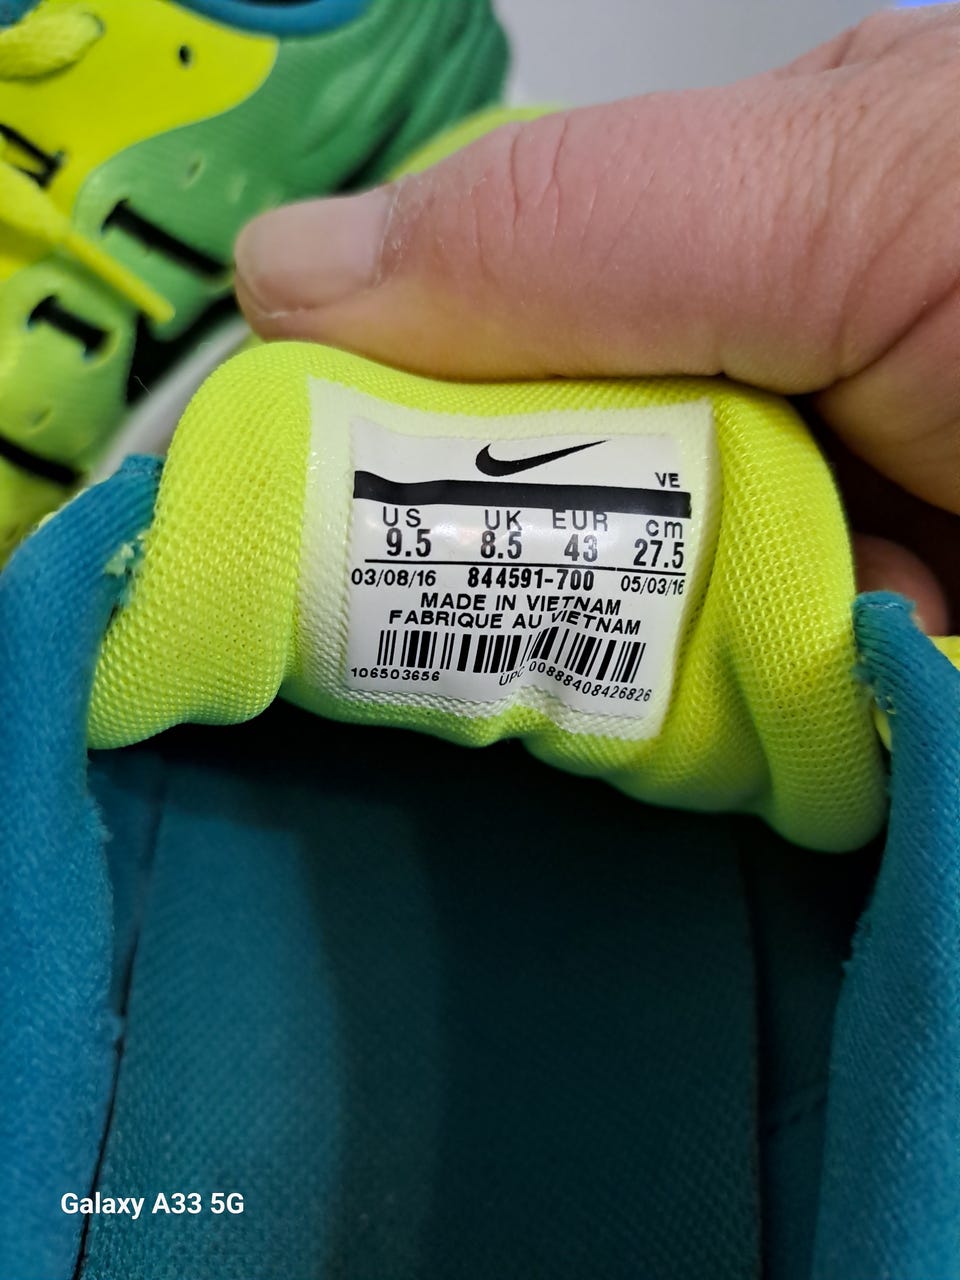 VE
US UK EUR cm
9.5 8.5 43 27.5
03/08/16 844591-700 05/03/16
MADE IN VIETNAM
FABRIQUE AU VIETNAM
106503656 UPC 00888408426826
Galaxy A33 5G